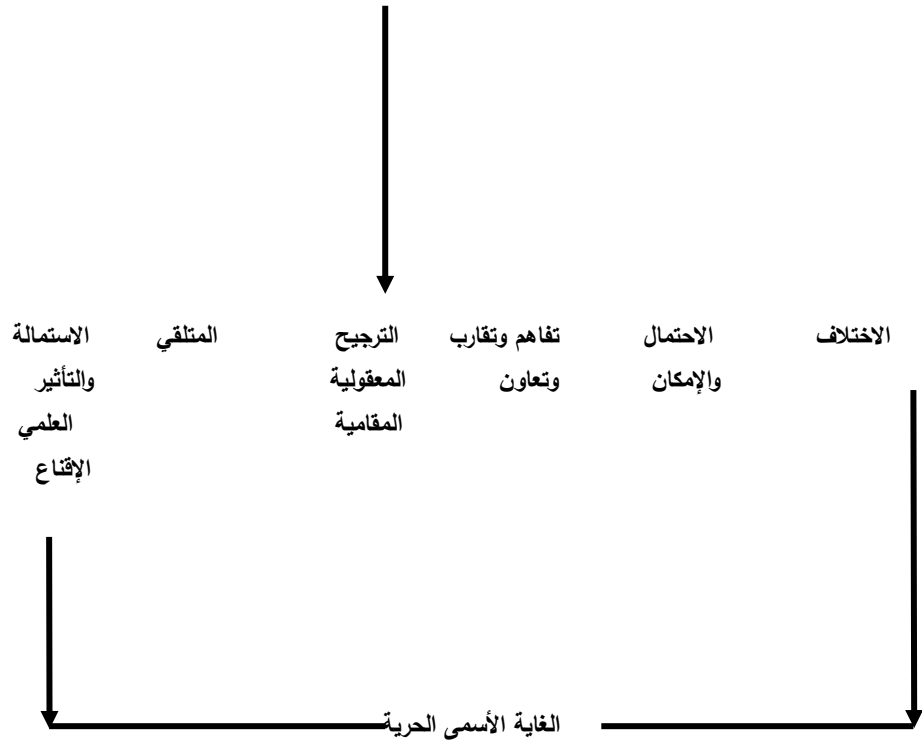 الاختلاف
الاحتمال
والإمكان
تفاهم وتقارب
وتعاون
الترجيح
المعقولية
المقامية
المتلقي
الاستمالة
والتأثير
العلمي
الإقناع
الغاية الأسمى الحرية